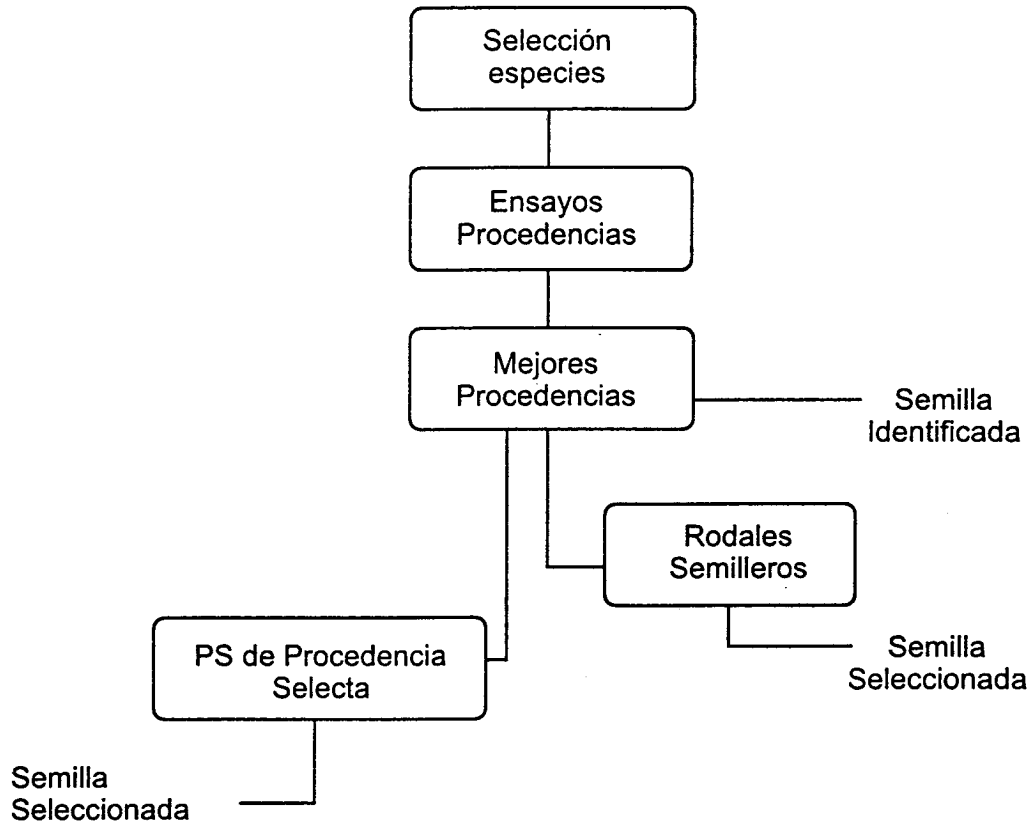 Selección
especies
Ensayos
Procedencias
Mejores
Procedencias
Semilla
Identificada
Rodales
Semilleros
PS de Procedencia
Selecta
Semilla
Seleccionada
Semilla
Seleccionada